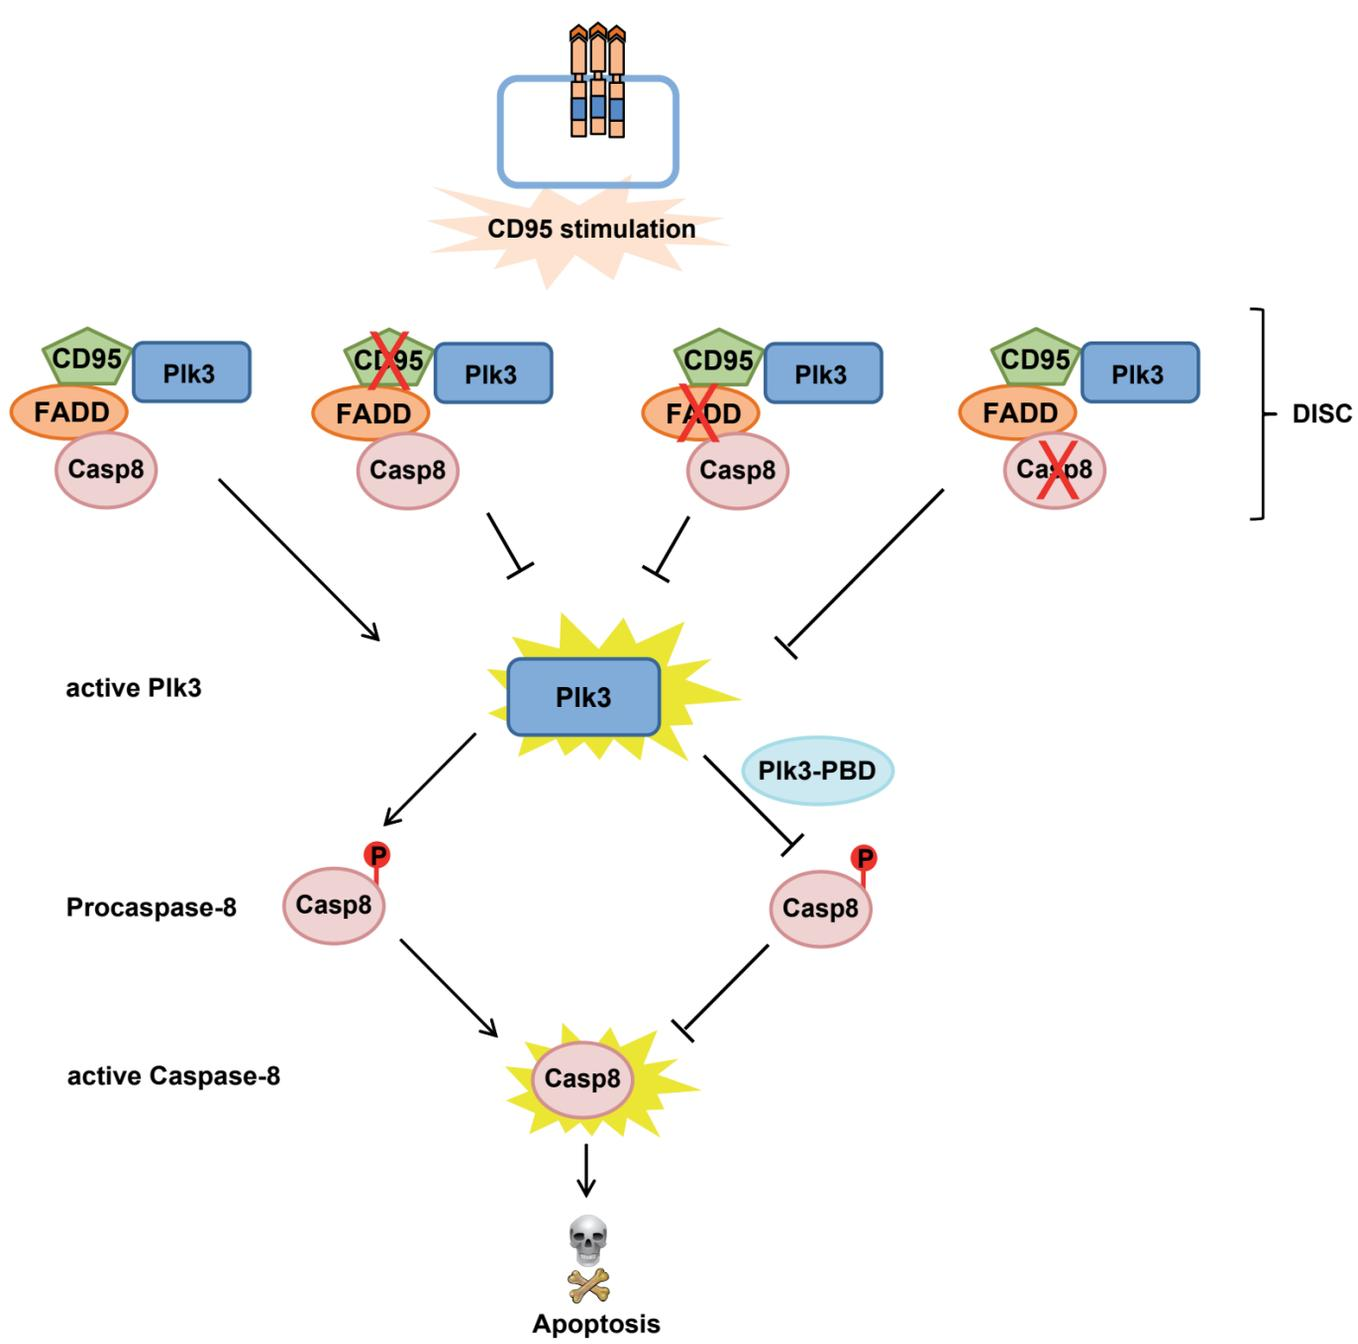 CD95 stimulation
CD95
Plk3
FADD
Casp8
CD95
Plk3
FADD
Casp8
CD95
Plk3
FADD
Casp8
CD95
Plk3
FADD
Casp8
DISC
active Plk3
Plk3
Plk3-PBD
P
P
Procaspase-8
Casp8
Casp8
active Caspase-8
Casp8
Apoptosis